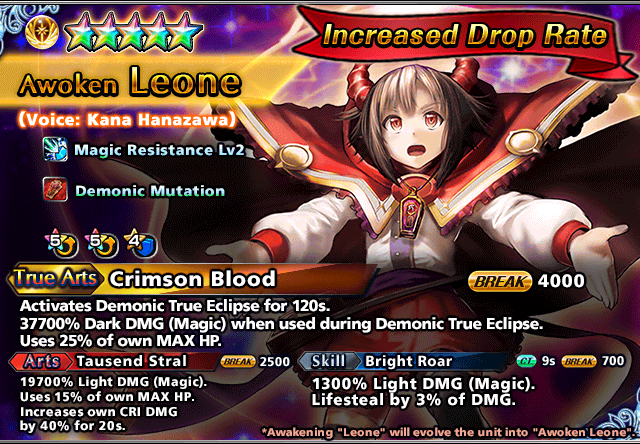 Increased Drop Rate
Awoken Leone
(Voice: Kana Hanazawa)
Magic Resistance Lv2
Demonic Mutation
5 5 4
True Arts Crimson Blood BREAK 4000
Activates Demonic True Eclipse for 120s.
37700% Dark DMG (Magic) when used during Demonic True Eclipse.
Uses 25% of own MAX HP.
Arts Tausend Stral BREAK 2500
19700% Light DMG (Magic).
Uses 15% of own MAX HP.
Increases own CRI DMG
by 40% for 20s.
Skill Bright Roar CT 9s BREAK 700
1300% Light DMG (Magic).
Lifesteal by 3% of DMG.
*Awakening "Leone" will evolve the unit into "Awoken Leone".